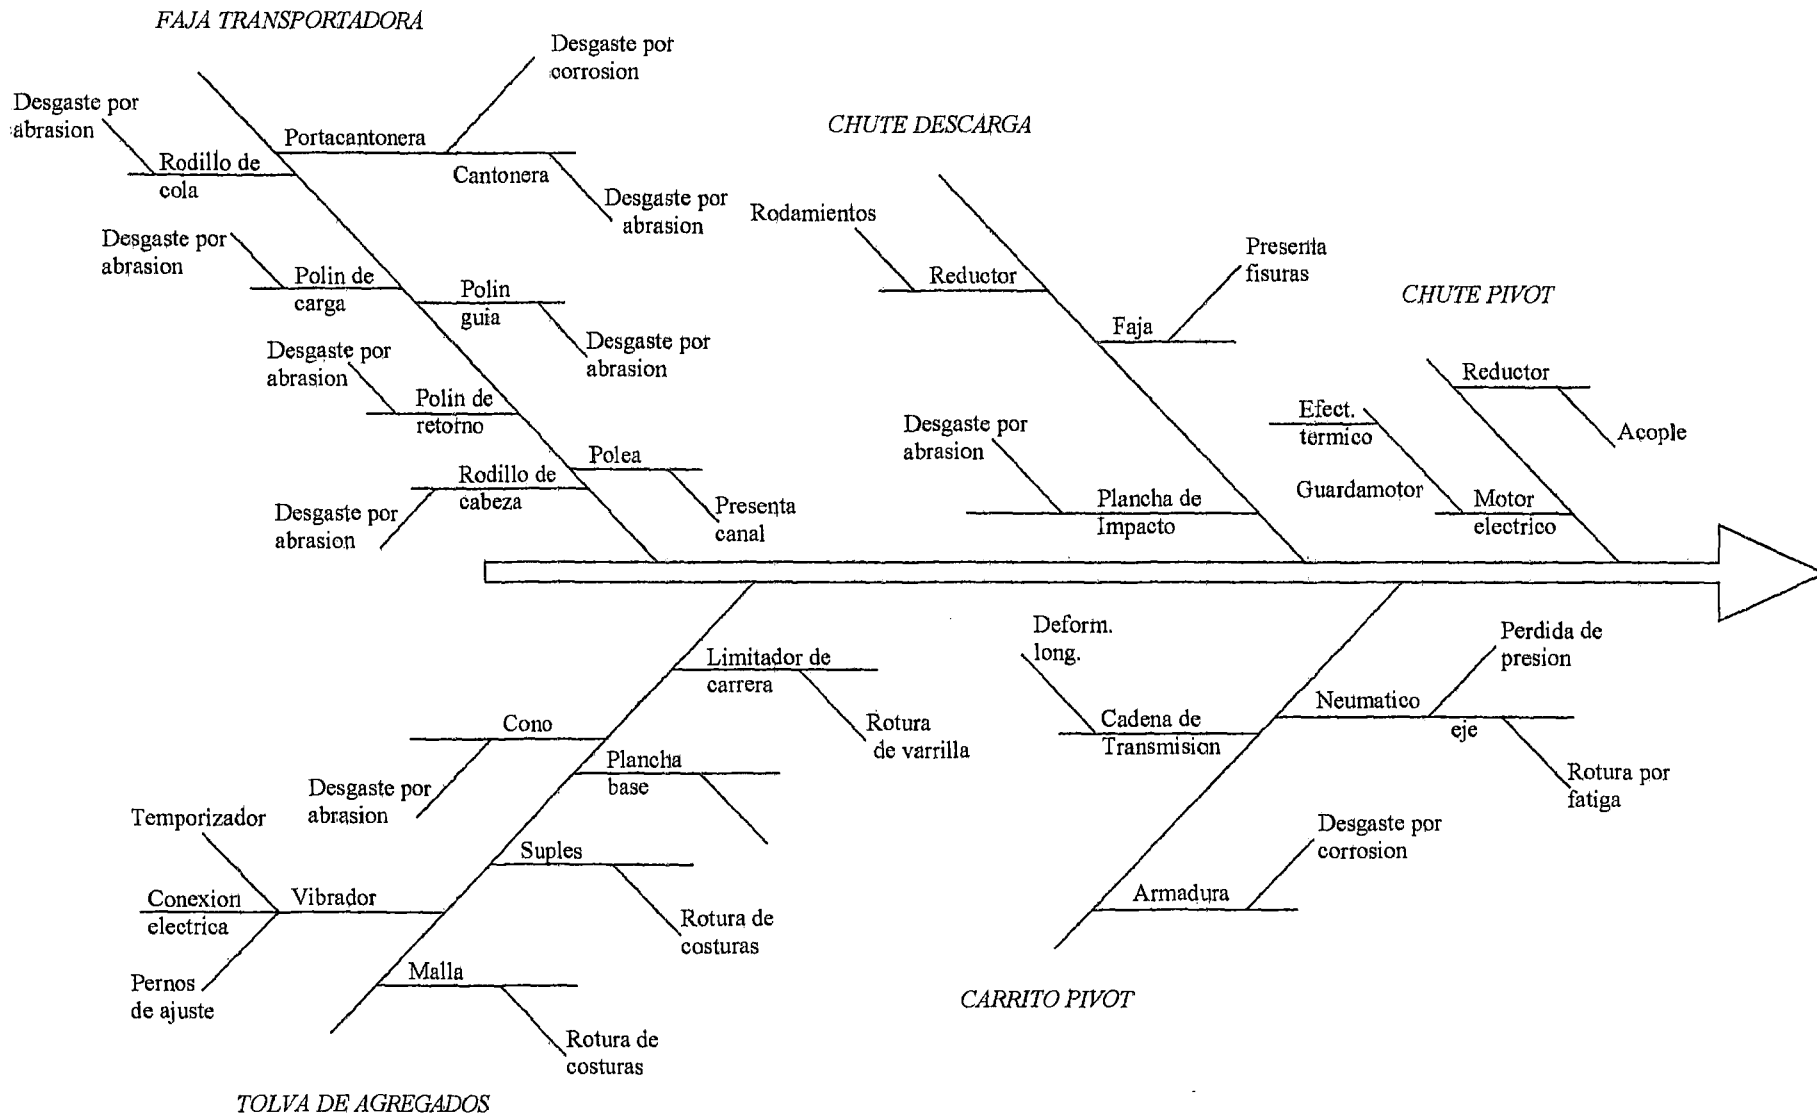 FAJA TRANSPORTADORA
Desgaste por
corrosion
Desgaste por
abrasion
Portacantonera
Rodillo de
cola
Cantonera
Desgaste por
abrasion
Desgaste por
abrasion
Polin de
carga
Polin
guia
Desgaste por
abrasion
Desgaste por
abrasion
Polin de
retorno
Polea
Rodillo de
cabeza
Presenta
canal
Desgaste por
abrasion
CHUTE DESCARGA
Rodamientos
Reductor
Presenta
fisuras
Faja
Desgaste por
abrasion
Plancha de
Impacto
CHUTE PIVOT
Reductor
Acople
Efect.
termico
Guardamotor
Motor
electrico
Limitador de
carrera
Rotura
de varrilla
Cono
Desgaste por
abrasion
Plancha
base
Temporizador
Suples
Conexion
electrica
Vibrador
Rotura de
costuras
Pernos
de ajuste
Malla
Rotura de
costuras
TOLVA DE AGREGADOS
Deform.
long.
Perdida de
presion
Neumatico
eje
Cadena de
Transmision
Rotura por
fatiga
Desgaste por
corrosion
Armadura
CARRITO PIVOT